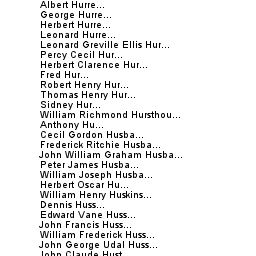 Albert Hurre...
George Hurre...
Herbert Hurre...
Leonard Hurre...
Leonard Greville Ellis Hur...
Percy Cecil Hur...
Herbert Clarence Hur...
Fred Hur...
Robert Henry Hur...
Thomas Henry Hur...
Sidney Hur...
William Richmond Hursthou...
Anthony Hu...
Cecil Gordon Husba...
Frederick Ritchie Husba...
John William Graham Husba...
Peter James Husba...
William Joseph Husba...
Herbert Oscar Hu...
William Henry Huskins...
Dennis Huss...
Edward Vane Huss...
John Francis Huss...
William Frederick Huss...
John George Udal Huss...
John Claude Hust...